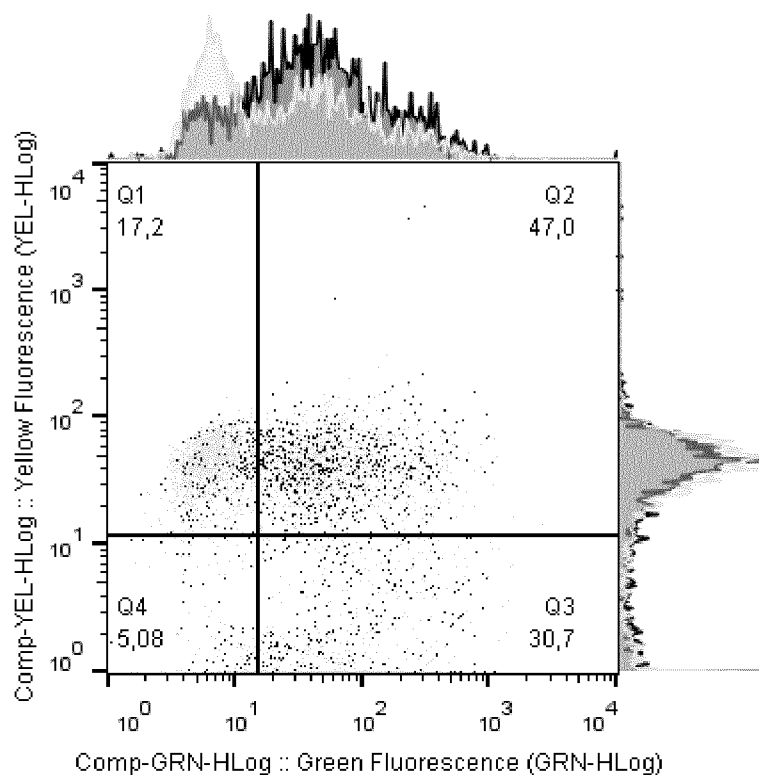 Q1 Q2
17,2 47,0
Q4 Q3
5,08 30,7
10^4
10^3
10^2
10^1
10^0
10^0 10^1 10^2 10^3 10^4
Comp-YEL-HLog :: Yellow Fluorescence (YEL-HLog)
Comp-GRN-HLog :: Green Fluorescence (GRN-HLog)